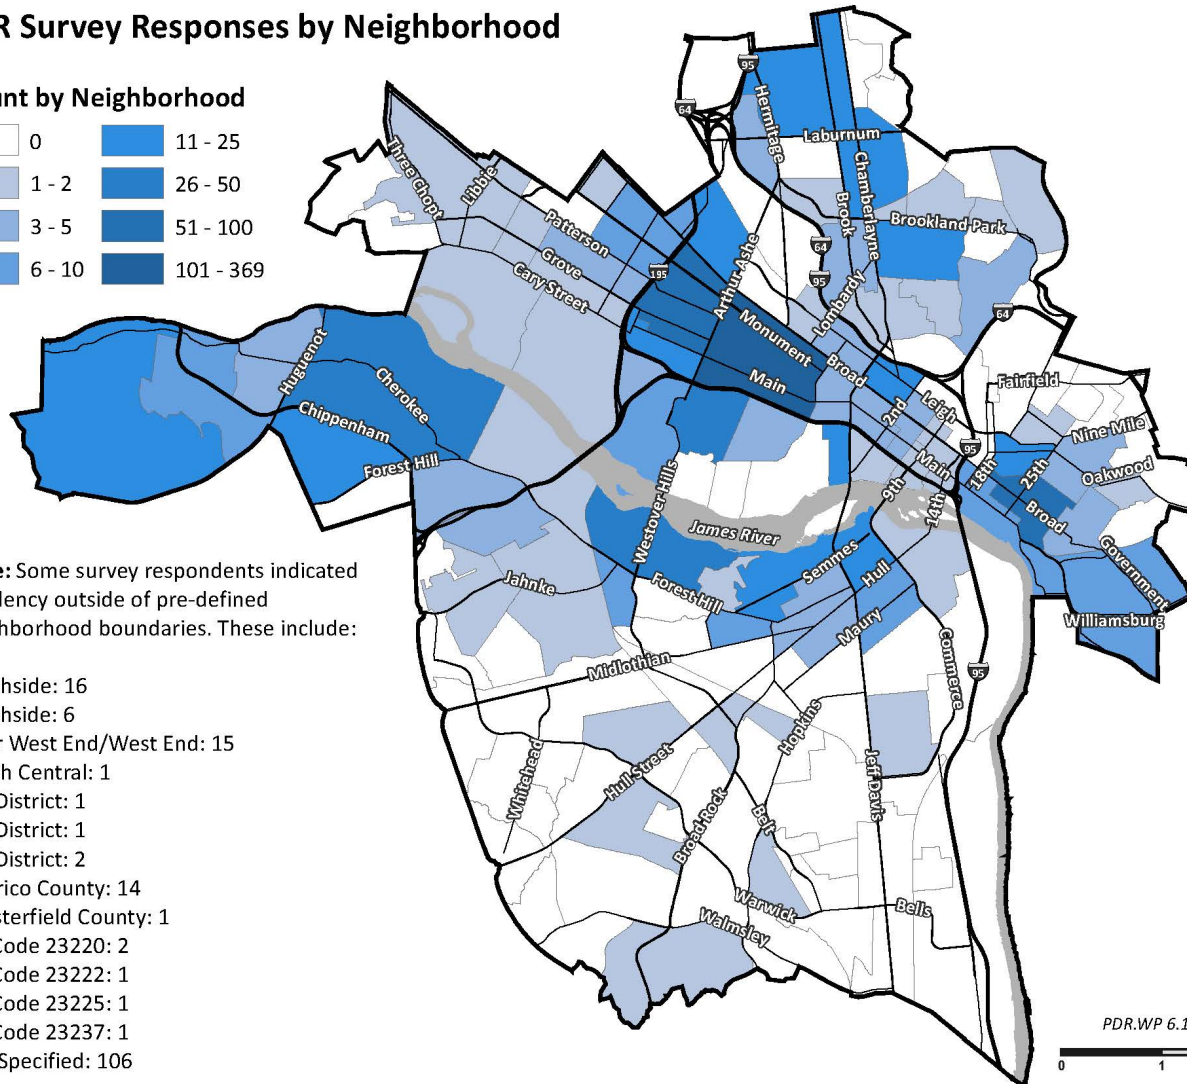 R Survey Responses by Neighborhood
unt by Neighborhood
0
11 - 25
1 - 2
26 - 50
3 - 5
51 - 100
6 - 10
101 - 369
95
64
Hermitage
Laburnum
Three Chopt
Libbie
Chamberlayne
Brook
Brookland Park
Patterson
Grove
Cary Street
195
Arthur Ashe
64
95
Lombardy
64
Monument
Broad
Main
Huguenot
Cherokee
Chippenham
Forest Hill
Fairfield
Leigh
2nd
Nine Mile
Main
95
18th
25th
Oakwood
9th
14th
Broad
Westover Hills
James River
Government
Semmes
Hull
Jahnke
Forest Hill
Maury
Williamsburg
Midlothian
Commerce
95
Hopkins
Whitehead
Hull Street
Jeff Davis
Broad Rock
Belt
Warwick
Walmsley
Bells
e: Some survey respondents indicated
dency outside of pre-defined
ghborhood boundaries. These include:
hside: 16
hside: 6
r West End/West End: 15
h Central: 1
District: 1
District: 1
District: 2
rico County: 14
sterfield County: 1
Code 23220: 2
Code 23222: 1
Code 23225: 1
Code 23237: 1
Specified: 106
PDR.WP 6.1
0
1